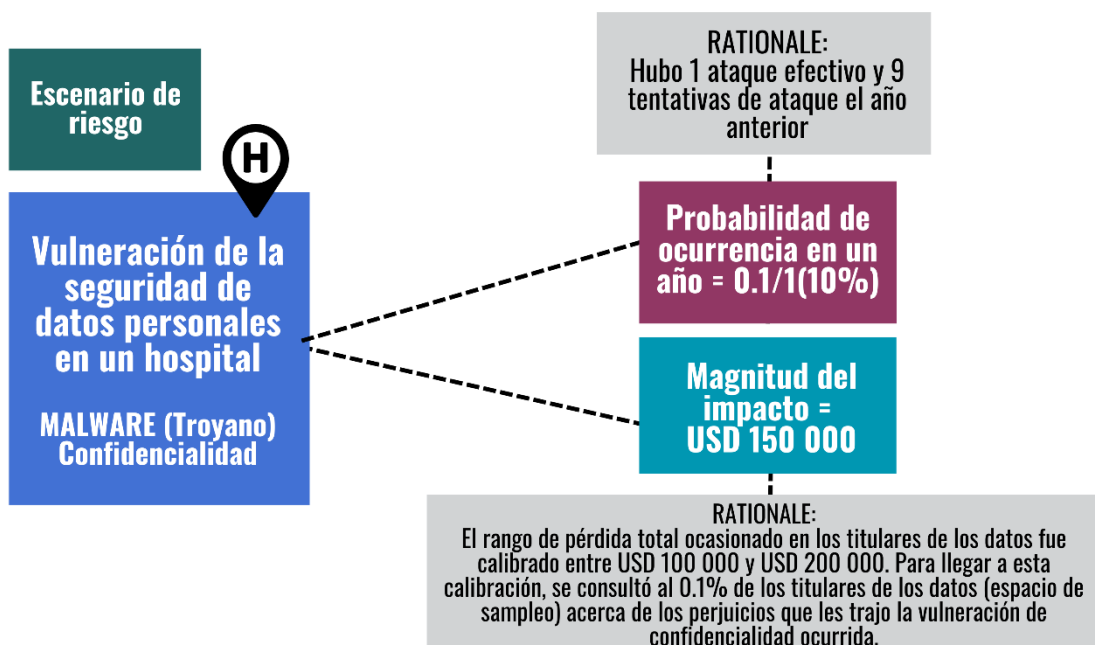 Escenario de
riesgo
H
Vulneración de la
seguridad de
datos personales
en un hospital
MALWARE (Troyano)
Confidencialidad
RATIONALE:
Hubo 1 ataque efectivo y 9
tentativas de ataque el año
anterior
Probabilidad de
ocurrencia en un
año = 0.1/1(10%)
Magnitud del
impacto =
USD 150 000
RATIONALE:
El rango de pérdida total ocasionado en los titulares de los datos fue
calibrado entre USD 100 000 y USD 200 000. Para llegar a esta
calibración, se consultó al 0.1% de los titulares de los datos (espacio de
sampleo) acerca de los perjuicios que les trajo la vulneración de
confidencialidad ocurrida.